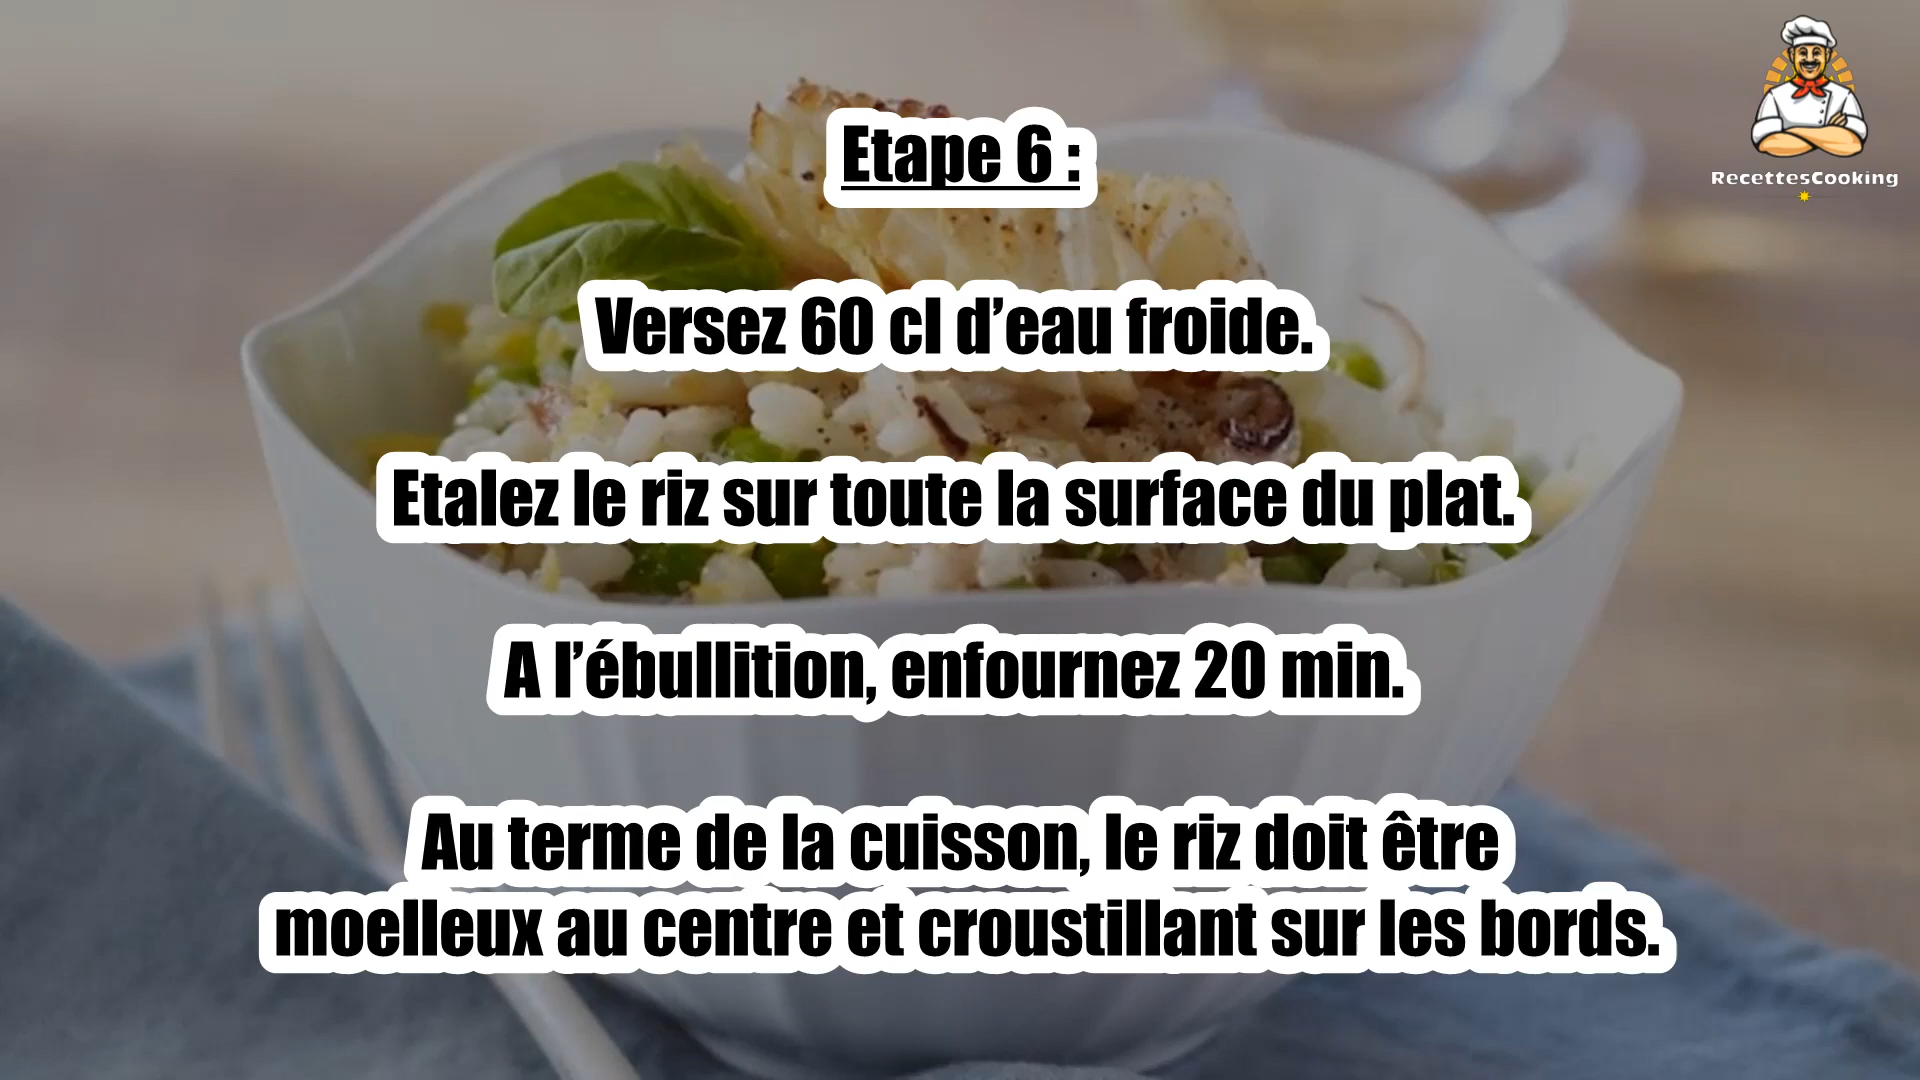 RecettesCooking
Etape 6 :
Versez 60 cl d’eau froide.
Etalez le riz sur toute la surface du plat.
A l’ébullition, enfournez 20 min.
Au terme de la cuisson, le riz doit être
moelleux au centre et croustillant sur les bords.